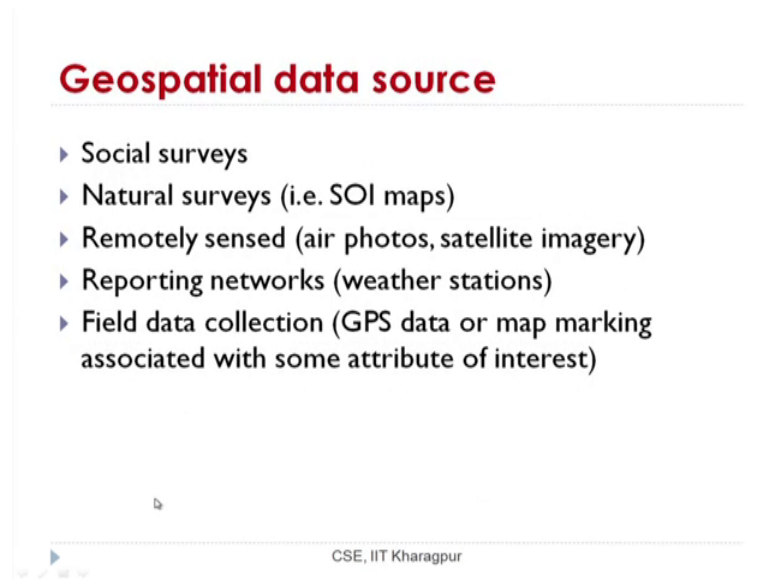 Geospatial data source
Social surveys
Natural surveys (i.e. SOI maps)
Remotely sensed (air photos, satellite imagery)
Reporting networks (weather stations)
Field data collection (GPS data or map marking
associated with some attribute of interest)
CSE, IIT Kharagpur